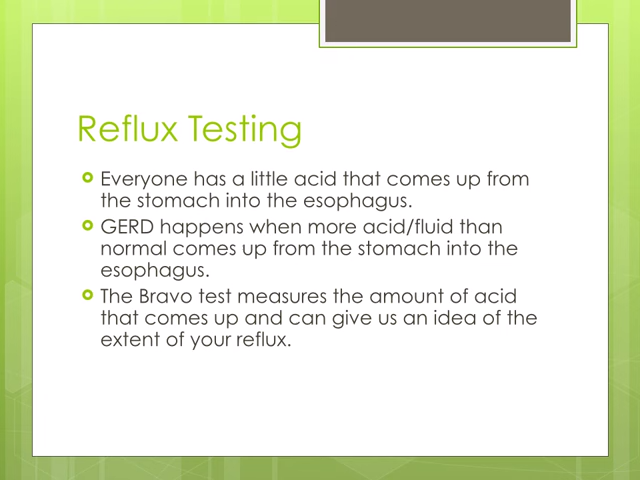 Reflux Testing
Everyone has a little acid that comes up from
the stomach into the esophagus.
GERD happens when more acid/fluid than
normal comes up from the stomach into the
esophagus.
The Bravo test measures the amount of acid
that comes up and can give us an idea of the
extent of your reflux.